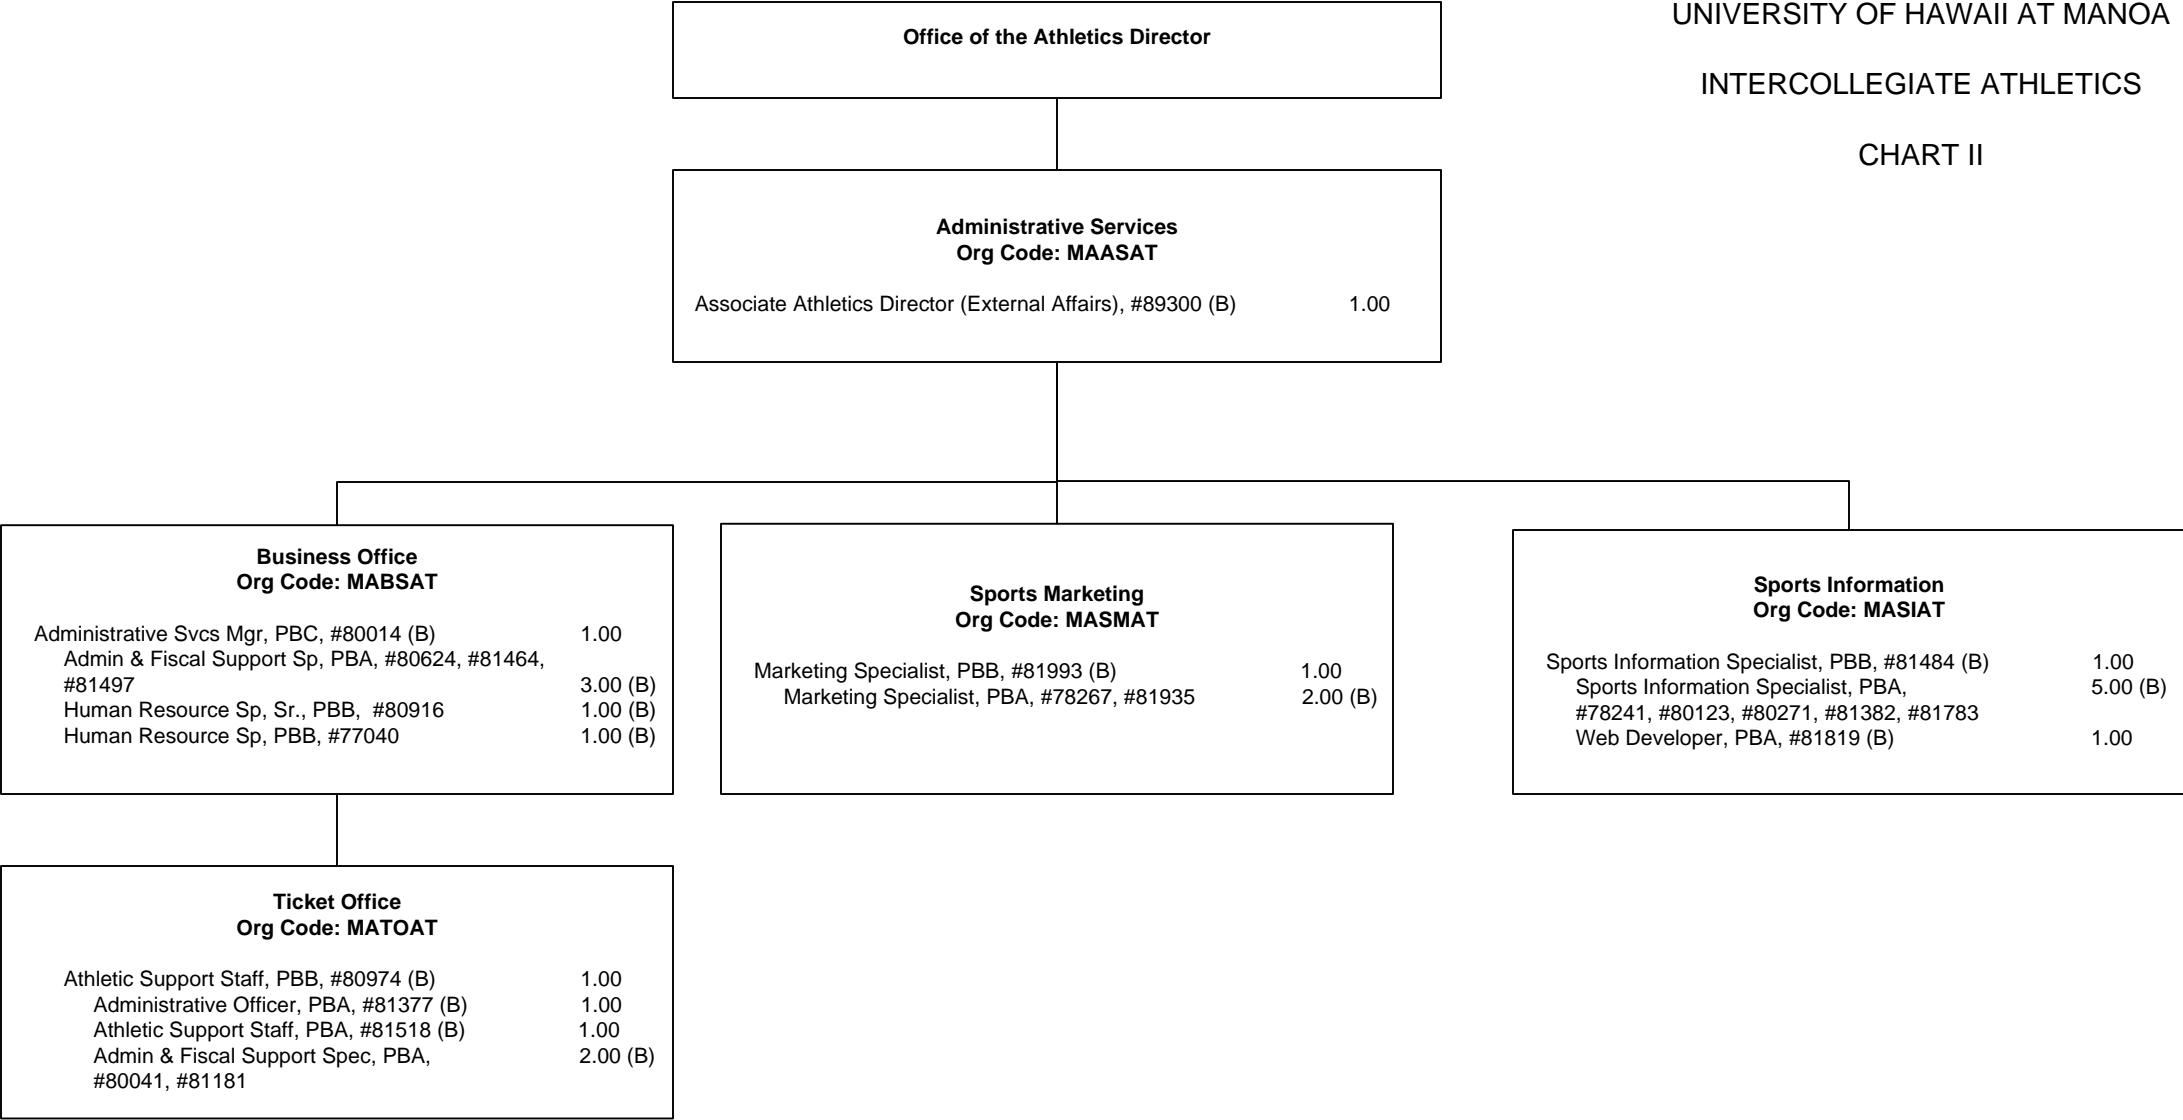 UNIVERSITY OF HAWAII AT MANOA
INTERCOLLEGIATE ATHLETICS
CHART II
Office of the Athletics Director
Administrative Services
Org Code: MAASAT
Associate Athletics Director (External Affairs), #89300 (B) 1.00
Business Office
Org Code: MABSAT
Administrative Svcs Mgr, PBC, #80014 (B) 1.00
Admin & Fiscal Support Sp, PBA, #80624, #81464,
#81497 3.00 (B)
Human Resource Sp, Sr., PBB, #80916 1.00 (B)
Human Resource Sp, PBB, #77040 1.00 (B)
Sports Marketing
Org Code: MASMAT
Marketing Specialist, PBB, #81993 (B) 1.00
Marketing Specialist, PBA, #78267, #81935 2.00 (B)
Sports Information
Org Code: MASIAT
Sports Information Specialist, PBB, #81484 (B) 1.00
Sports Information Specialist, PBA, 5.00 (B)
#78241, #80123, #80271, #81382, #81783
Web Developer, PBA, #81819 (B) 1.00
Ticket Office
Org Code: MATOAT
Athletic Support Staff, PBB, #80974 (B) 1.00
Administrative Officer, PBA, #81377 (B) 1.00
Athletic Support Staff, PBA, #81518 (B) 1.00
Admin & Fiscal Support Spec, PBA, 2.00 (B)
#80041, #81181